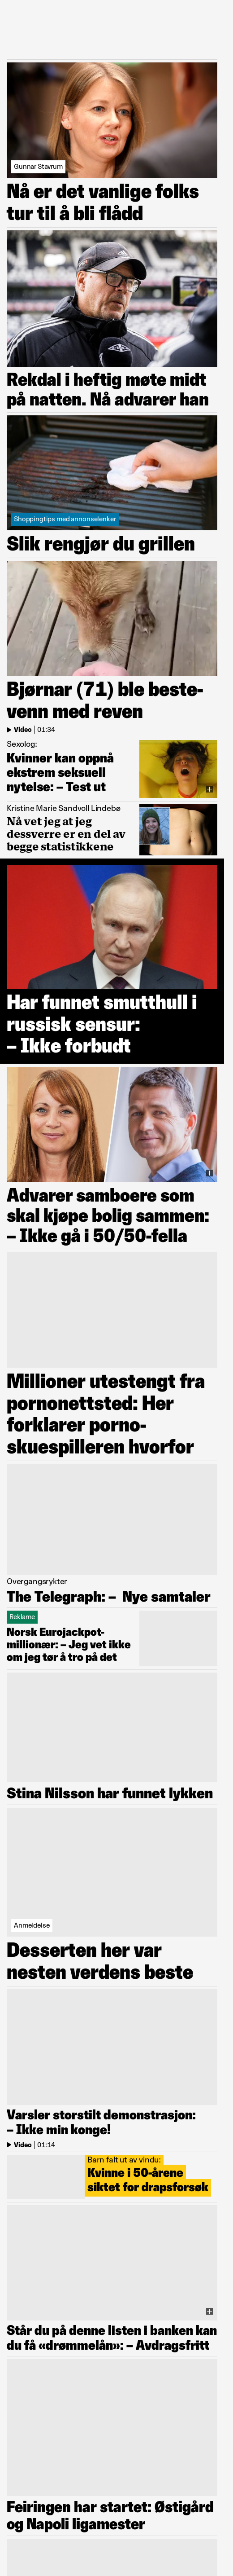 Gunnar Stavrum
Nå er det vanlige folks
tur til å bli flådd
Rekdal i heftig møte midt
på natten. Nå advarer han
Shoppingtips med annonselenker
Slik rengjør du grillen
Bjørnar (71) ble beste-
venn med reven
Video | 01:34
Sexolog:
Kvinner kan oppnå
ekstrem seksuell
nytelse: – Test ut
Kristine Marie Sandvoll Lindebø
Nå vet jeg at jeg
dessverre er en del av
begge statistikkene
Har funnet smutthull i
russisk sensur:
– Ikke forbudt
Advarer samboere som
skal kjøpe bolig sammen:
– Ikke gå i 50/50-fella
Millioner utestengt fra
pornonettsted: Her
forklarer porno-
skuespilleren hvorfor
Overgangsrykter
The Telegraph: – Nye samtaler
Reklame
Norsk Eurojackpot-
millionær: – Jeg vet ikke
om jeg tør å tro på det
Stina Nilsson har funnet lykken
Anmeldelse
Desserten her var
nesten verdens beste
Varsler storstilt demonstrasjon:
– Ikke min konge!
Video | 01:14
Barn falt ut av vindu:
Kvinne i 50-årene
siktet for drapsforsøk
Står du på denne listen i banken kan
du få «drømmelån»: – Avdragsfritt
Feiringen har startet: Østigård
og Napoli ligamester